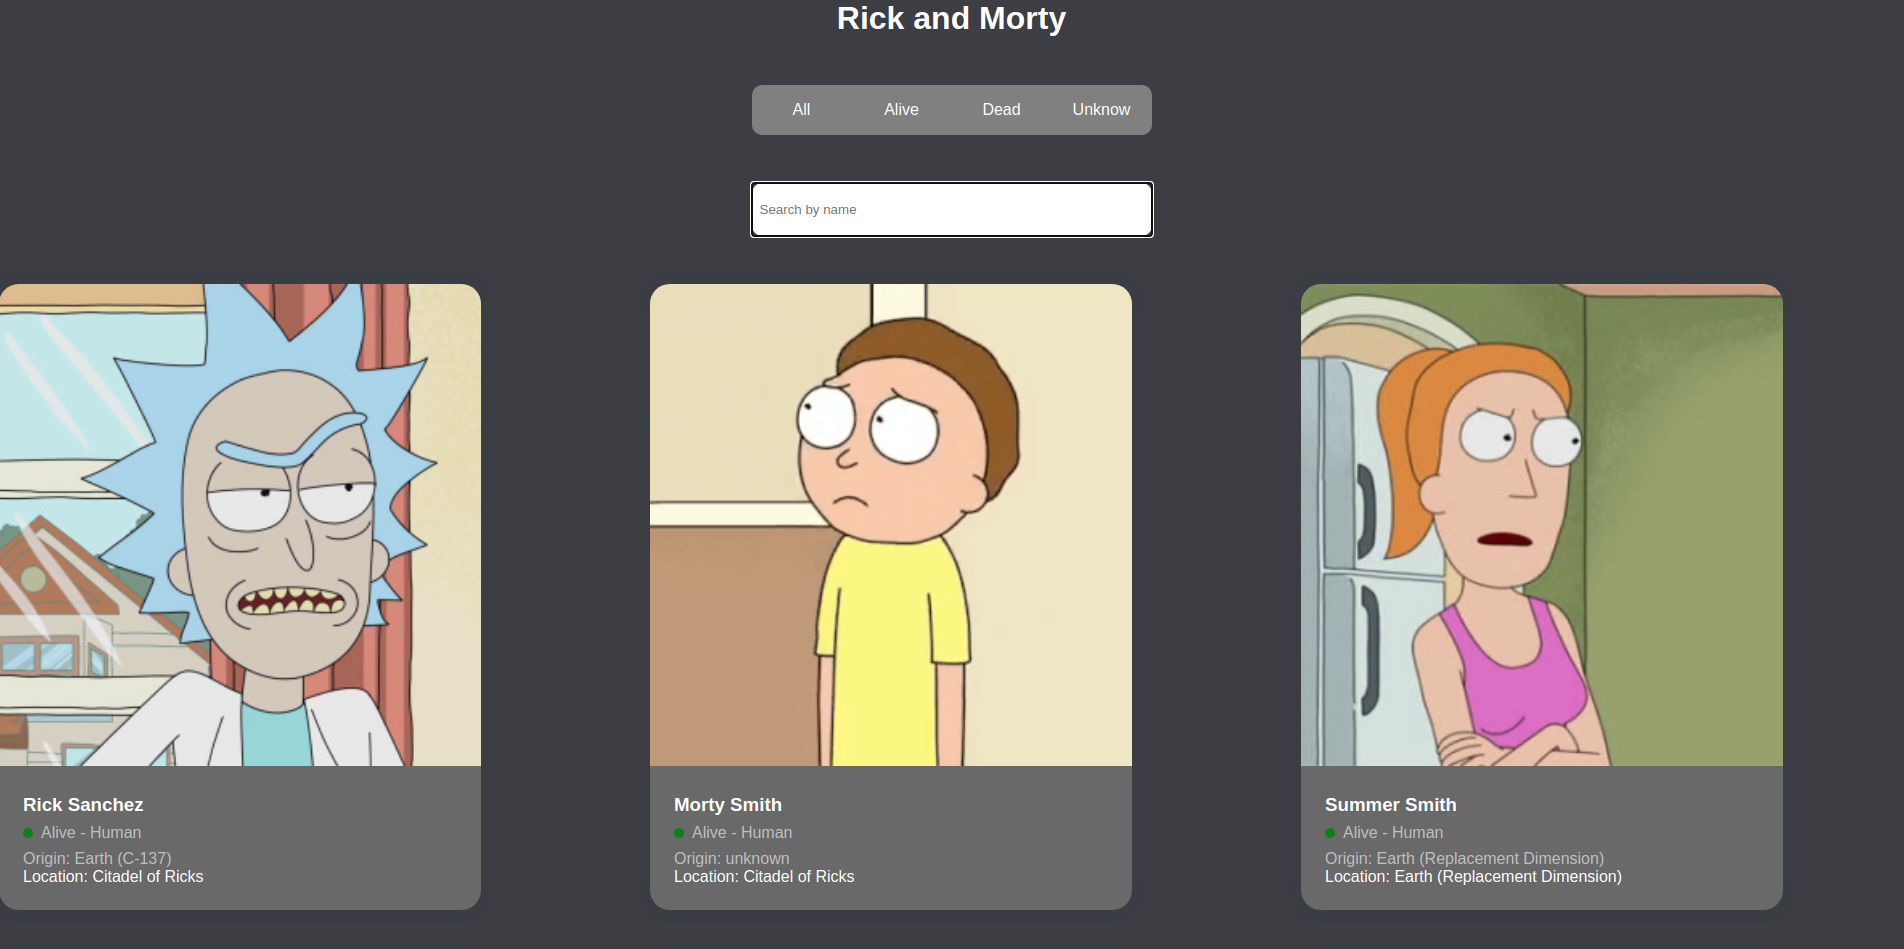 Rick and Morty
All Alive Dead Unknow
Search by name
Rick Sanchez
Alive - Human
Origin: Earth (C-137)
Location: Citadel of Ricks
Morty Smith
Alive - Human
Origin: unknown
Location: Citadel of Ricks
Summer Smith
Alive - Human
Origin: Earth (Replacement Dimension)
Location: Earth (Replacement Dimension)